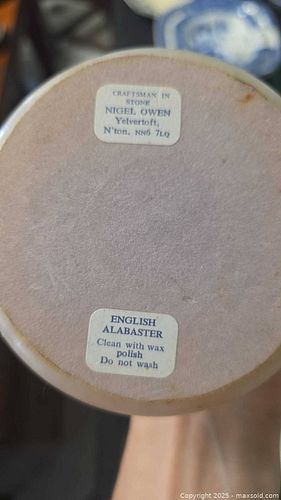 CRAFTSMAN IN
STONE
NIGEL OWEN
Yelvertoft,
N'ton, NN6 7LQ
ENGLISH
ALABASTER
Clean with wax
polish
Do not wash
Copyright 2025 - maxsold.com